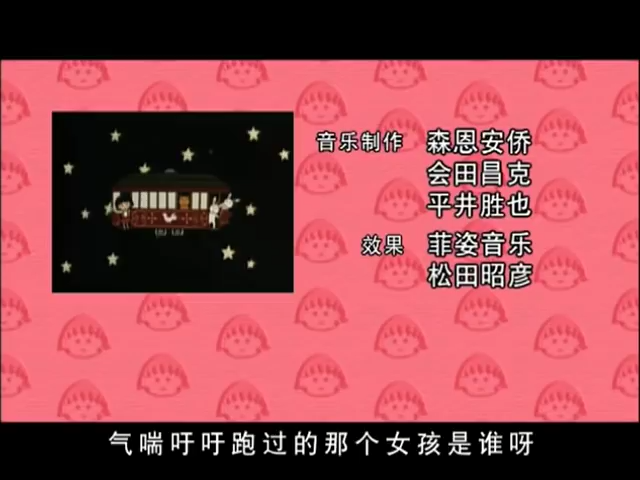 音乐制作 森恩安侨
会田昌克
平井胜也
效果 菲姿音乐
松田昭彦
气喘吁吁跑过的那个女孩是谁呀